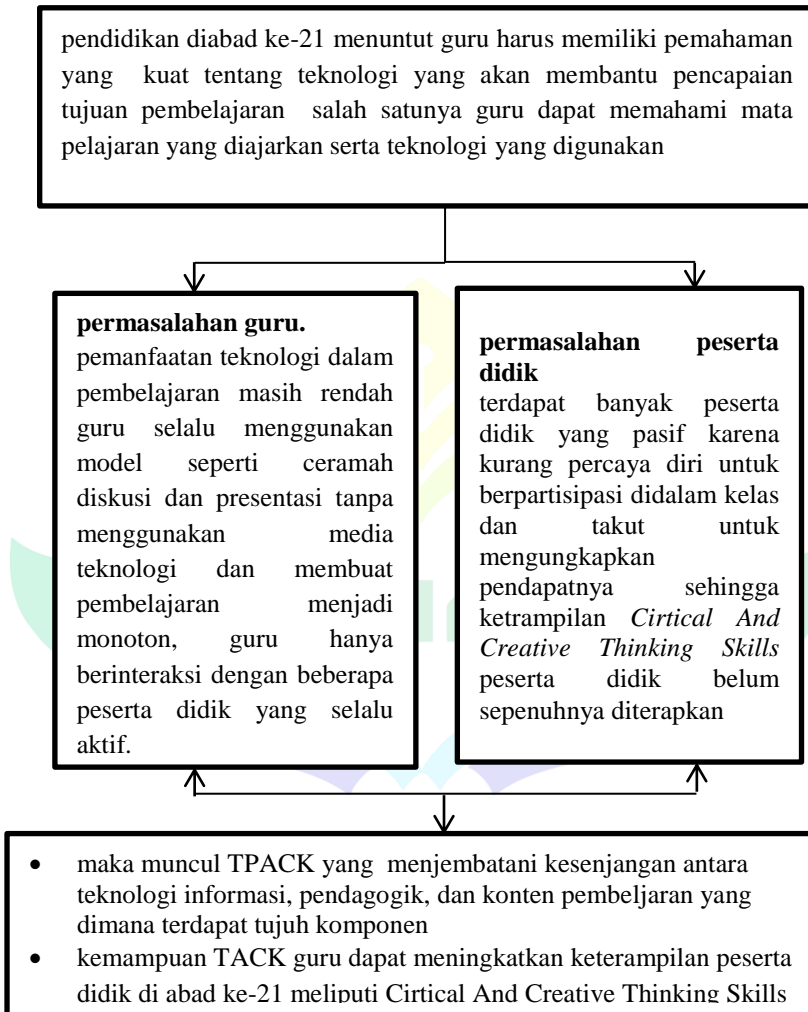 pendidikan diabad ke-21 menuntut guru harus memiliki pemahaman
yang kuat tentang teknologi yang akan membantu pencapaian
tujuan pembelajaran salah satunya guru dapat memahami mata
pelajaran yang diajarkan serta teknologi yang digunakan
permasalahan guru.
pemanfaatan teknologi dalam
pembelajaran masih rendah
guru selalu menggunakan
model seperti ceramah
diskusi dan presentasi tanpa
menggunakan media
teknologi dan membuat
pembelajaran menjadi
monoton, guru hanya
berinteraksi dengan beberapa
peserta didik yang selalu
aktif.
permasalahan peserta
didik
terdapat banyak peserta
didik yang pasif karena
kurang percaya diri untuk
berpartisipasi didalam kelas
dan takut untuk
mengungkapkan
pendapatnya sehingga
ketrampilan Cirtical And
Creative Thinking Skills
peserta didik belum
sepenuhnya diterapkan
• maka muncul TPACK yang menjembatani kesenjangan antara
teknologi informasi, pendagogik, dan konten pembeljaran yang
dimana terdapat tujuh komponen
• kemampuan TACK guru dapat meningkatkan keterampilan peserta
didik di abad ke-21 meliputi Cirtical And Creative Thinking Skills